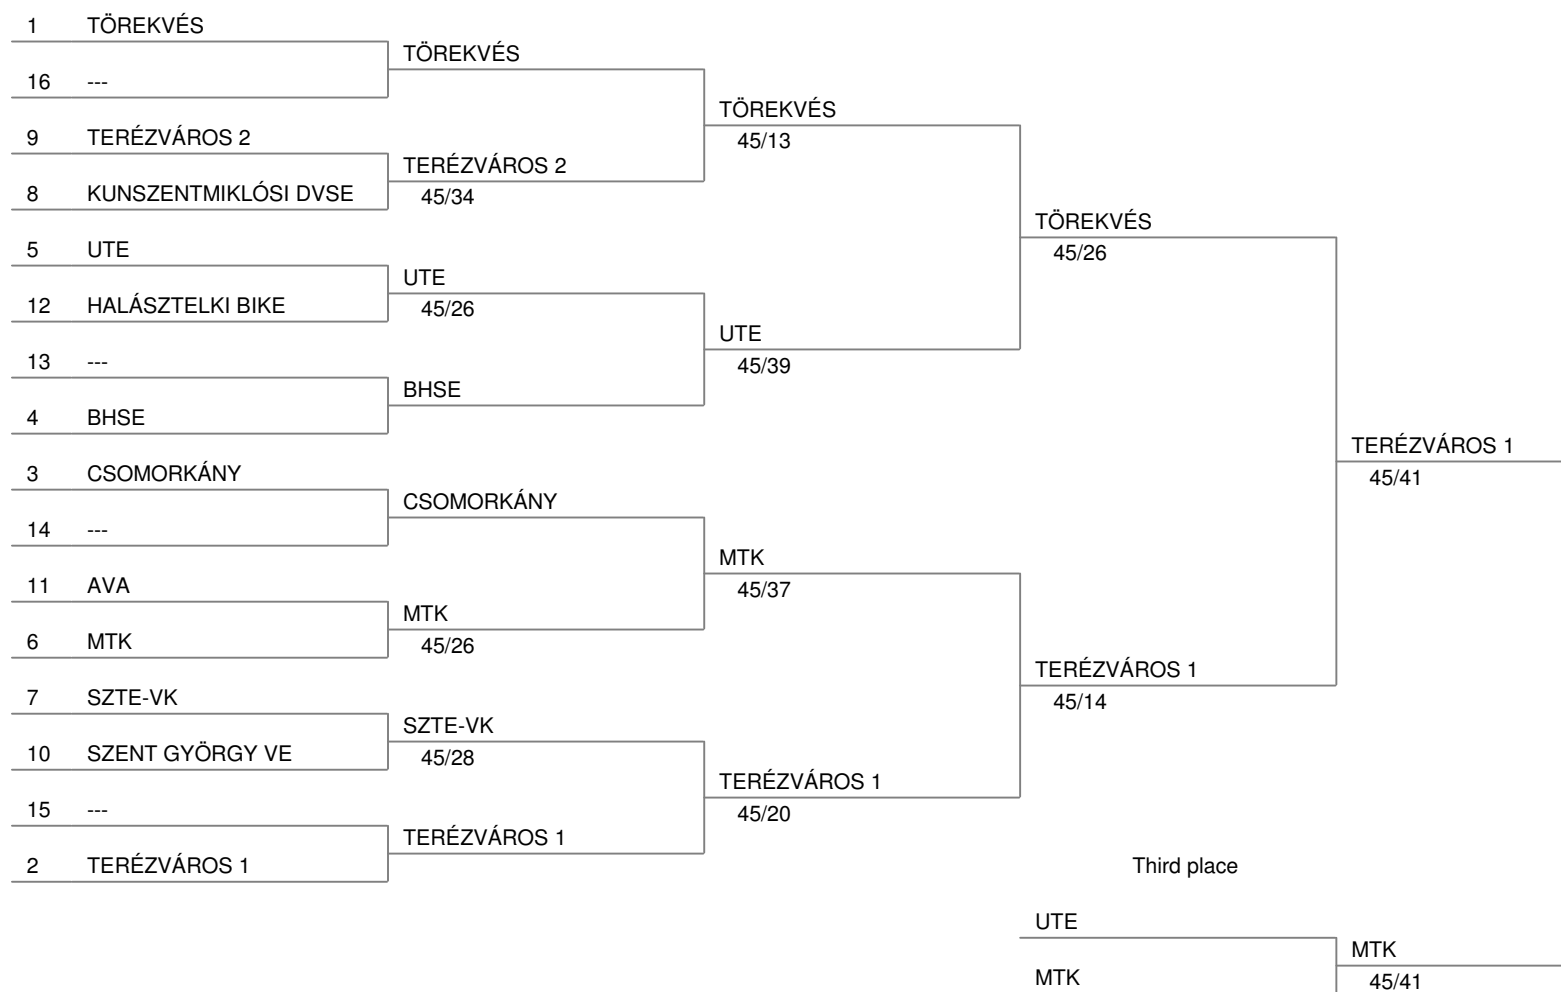 1 TÖREKVÉS
16 ---
9 TERÉZVÁROS 2
8 KUNSZENTMIKLÓSI DVSE
5 UTE
12 HALÁSZTELKI BIKE
13 ---
4 BHSE
3 CSOMORKÁNY
14 ---
11 AVA
6 MTK
7 SZTE-VK
10 SZENT GYÖRGY VE
15 ---
2 TERÉZVÁROS 1
TÖREKVÉS
TERÉZVÁROS 2
45/34
UTE
45/26
BHSE
CSOMORKÁNY
MTK
45/26
SZTE-VK
45/28
TERÉZVÁROS 1
TÖREKVÉS
45/13
UTE
45/39
MTK
45/37
TERÉZVÁROS 1
45/20
TÖREKVÉS
45/26
TERÉZVÁROS 1
45/14
TERÉZVÁROS 1
45/41
Third place
UTE
MTK
MTK
45/41